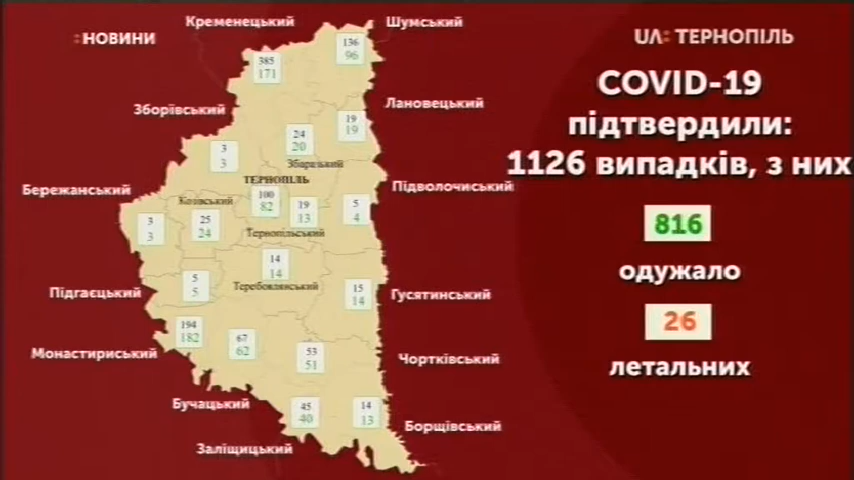 Кременецький
Шумський
:НОВИНИ
UA: ТЕРНОПІЛЬ
136
96
385
171
COVID-19
підтвердили:
1126 випадків, з них
816
одужало
26
летальних
Зборівський
Лановецький
19
19
24
20
Збаразький
3
3
ТЕРНОПІЛЬ
Бережанський
Підволочиський
100
82
Козівський
19
13
5
4
3
3
25
24
Тернопільський
14
14
Теребовлянський
5
5
Підгаєцький
15
14
Гусятинський
194
182
67
62
53
51
Монастириський
Чортківський
Бучацький
45
40
14
13
Борщівський
Заліщицький